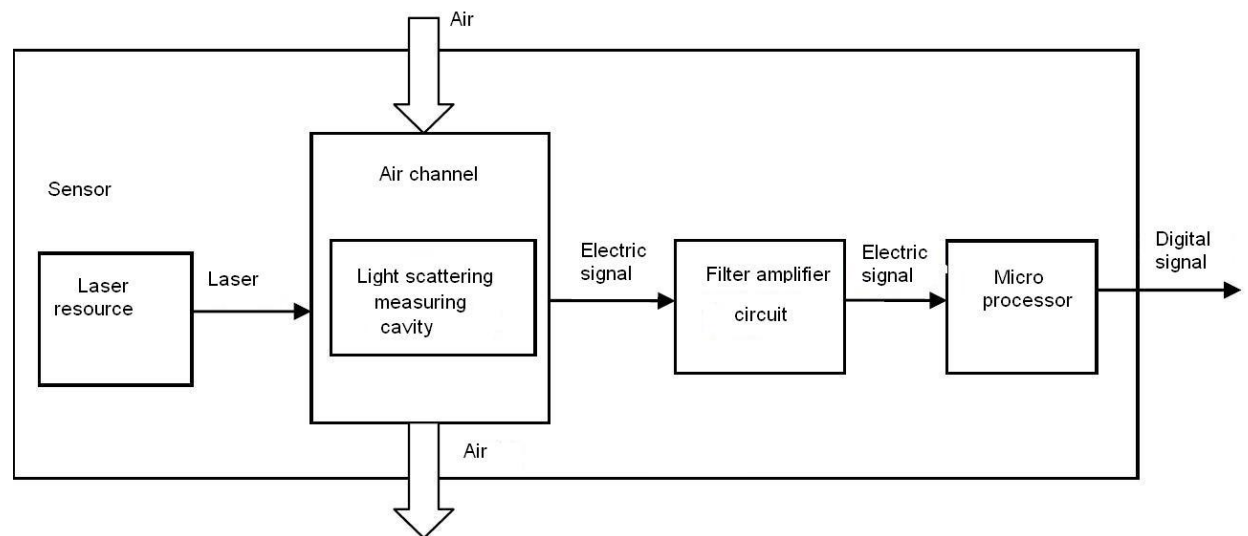 Air
Sensor
Air channel
Laser
resource
Laser
Light scattering
measuring
cavity
Electric
signal
Filter amplifier
circuit
Electric
signal
Micro
processor
Digital
signal
Air